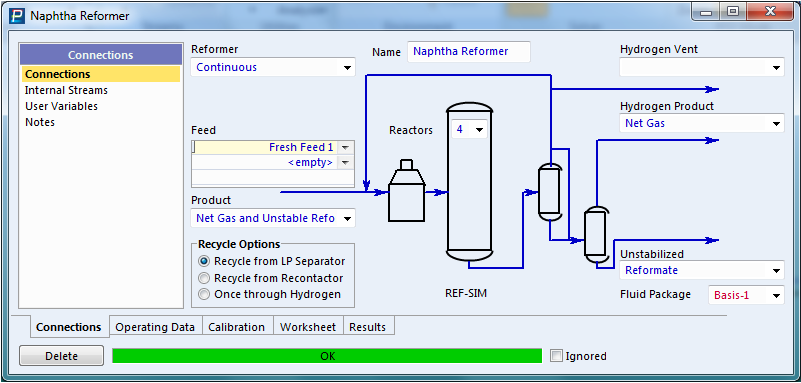 Naphtha Reformer
Connections
Connections
Internal Streams
User Variables
Notes
Reformer
Continuous
Name
Naphtha Reformer
Hydrogen Vent
Hydrogen Product
Net Gas
Feed
Fresh Feed 1
<empty>
Reactors
4
Product
Net Gas and Unstable Refo
Recycle Options
Recycle from LP Separator
Recycle from Recontactor
Once through Hydrogen
REF-SIM
Unstabilized
Reformate
Fluid Package
Basis-1
Connections
Operating Data
Calibration
Worksheet
Results
Delete
OK
Ignored